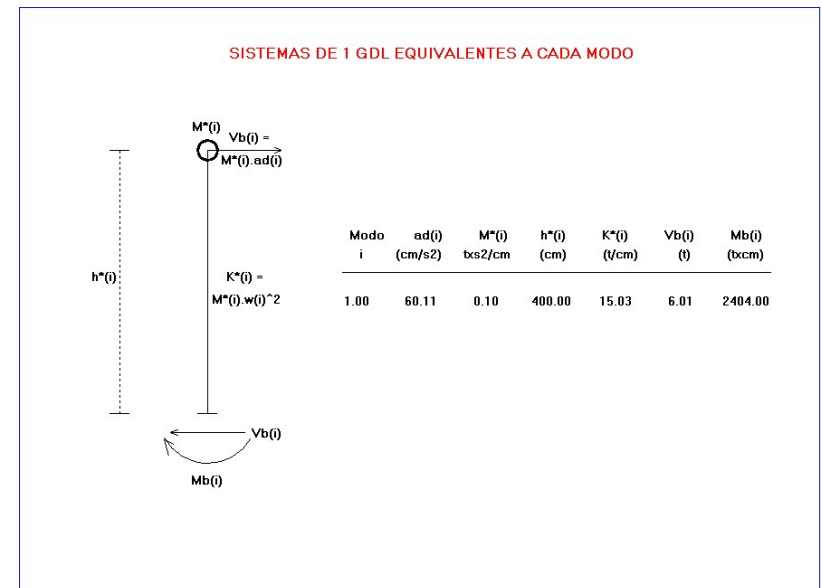 SISTEMAS DE 1 GDL EQUIVALENTES A CADA MODO
M*(i)
Vb(i) =
M*(i).ad(i)
h*(i)
K*(i) =
M*(i).w(i)^2
Vb(i)
Mb(i)
Modo ad(i) M*(i) h*(i) K*(i) Vb(i) Mb(i)
i (cm/s2) txs2/cm (cm) (t/cm) (t) (txcm)
1.00 60.11 0.10 400.00 15.03 6.01 2404.00